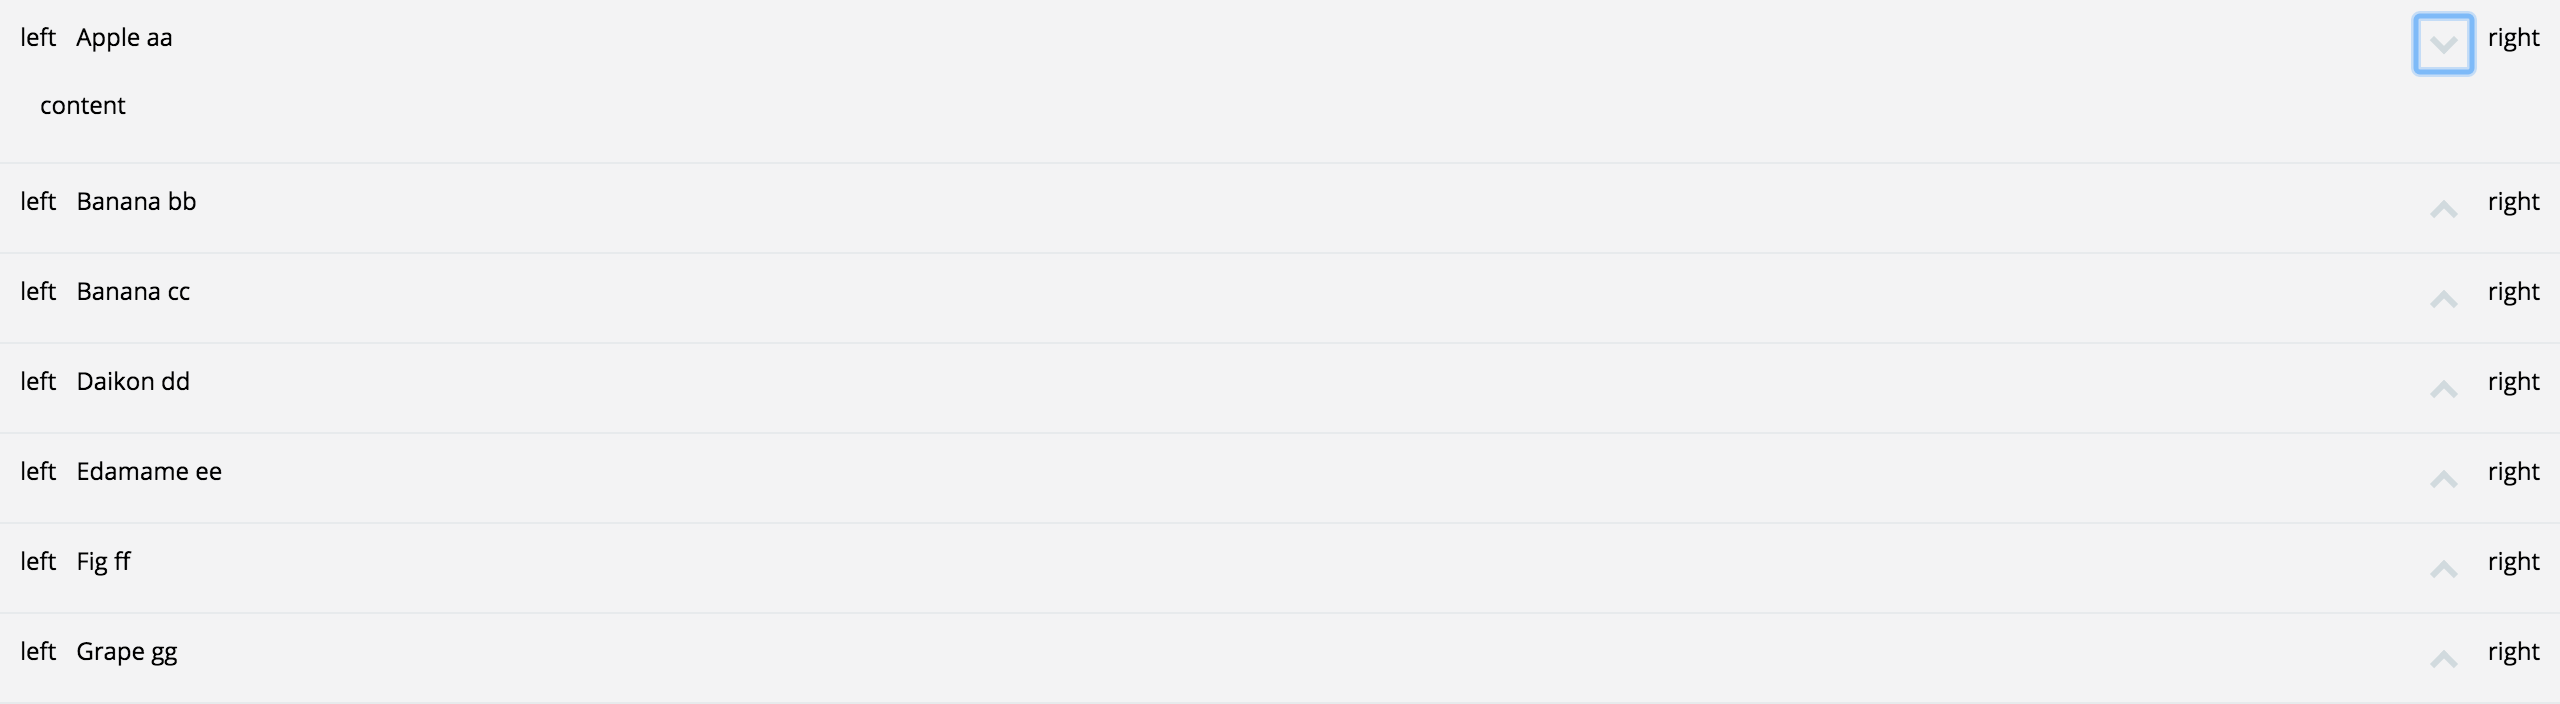 left Apple aa right
content
left Banana bb right
left Banana cc right
left Daikon dd right
left Edamame ee right
left Fig ff right
left Grape gg right